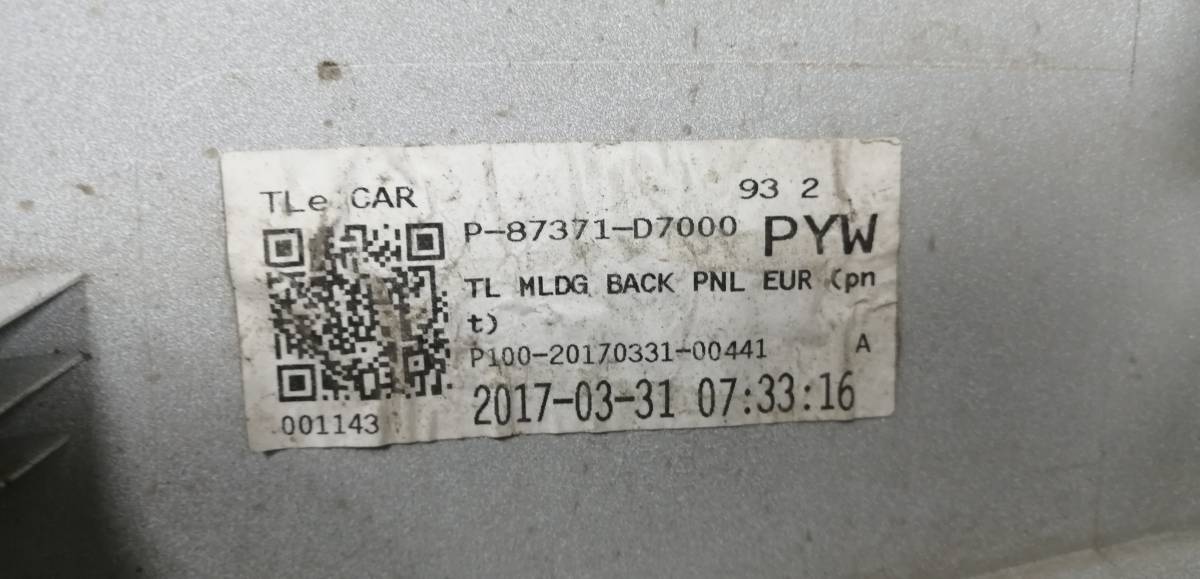 TLe CAR
93 2
P-87371-D7000
PYW
TL MLDG BACK PNL EUR (pn
t)
P100-20170331-00441
A
2017-03-31 07:33:16
001143